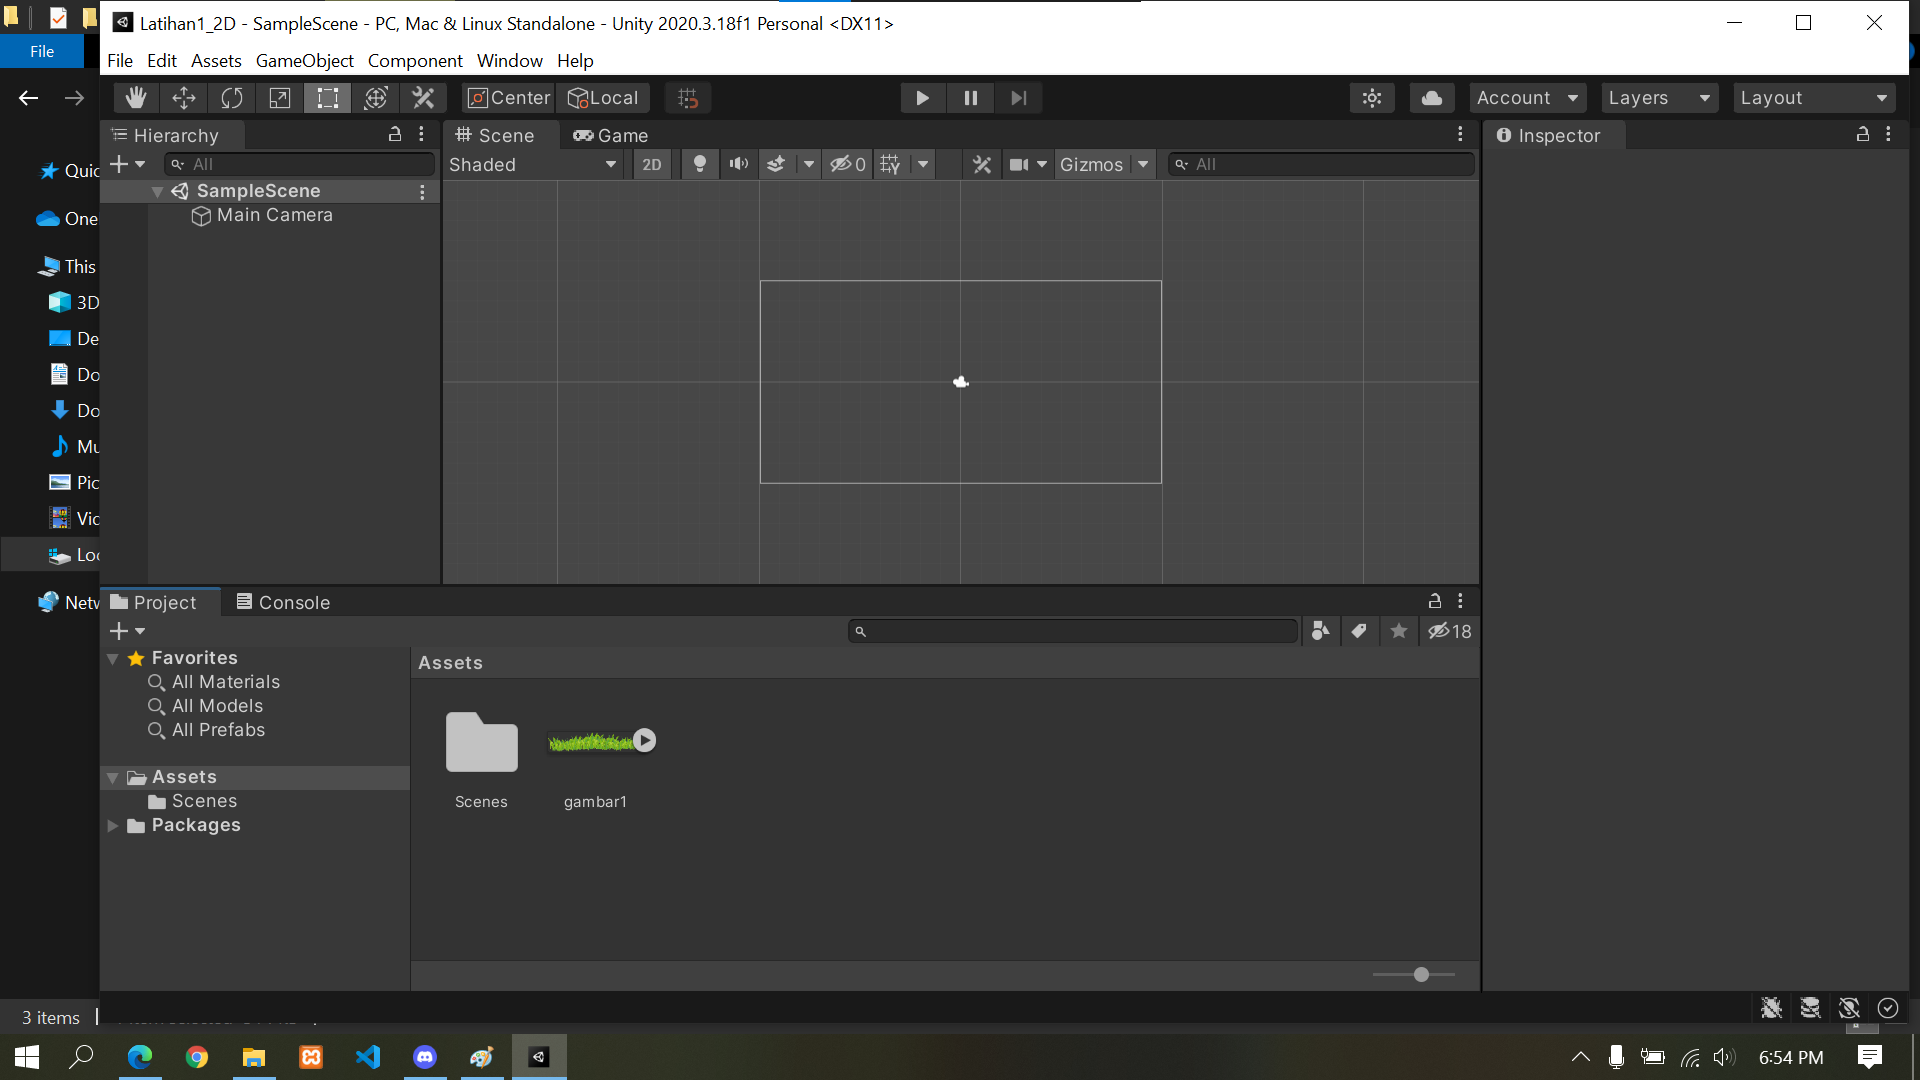 Latihan1_2D - SampleScene - PC, Mac & Linux Standalone - Unity 2020.3.18f1 Personal <DX11>
File
File Edit Assets GameObject Component Window Help
Center Local Account Layers Layout
Hierarchy Scene Game Inspector
All Shaded 2D 0 Gizmos All
SampleScene
Main Camera
Quic
One
This
3D
De
Do
Do
Mu
Pic
Vic
Loc
Netw
Project Console
18
Favorites Assets
All Materials
All Models
All Prefabs
Assets
Scenes
Packages
Scenes gambar1
3 items
6:54 PM